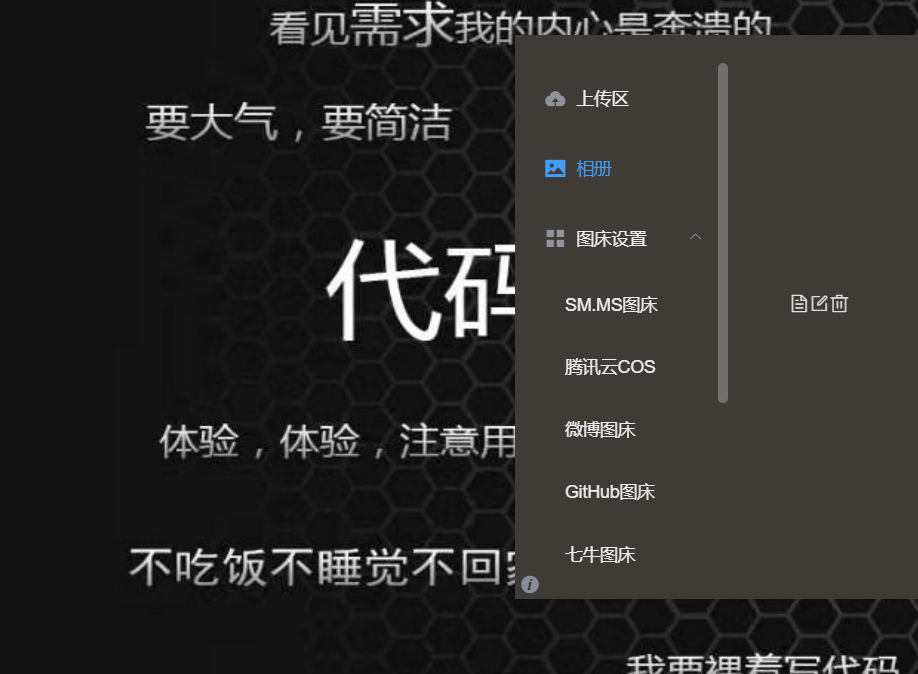 看见需求我的内心是奔溃的
要大气，要简洁
上传区
相册
图床设置
代码
SM.MS图床
腾讯云COS
微博图床
体验，体验，注意用
GitHub图床
七牛图床
不吃饭不睡觉不回家
我要裸着写代码